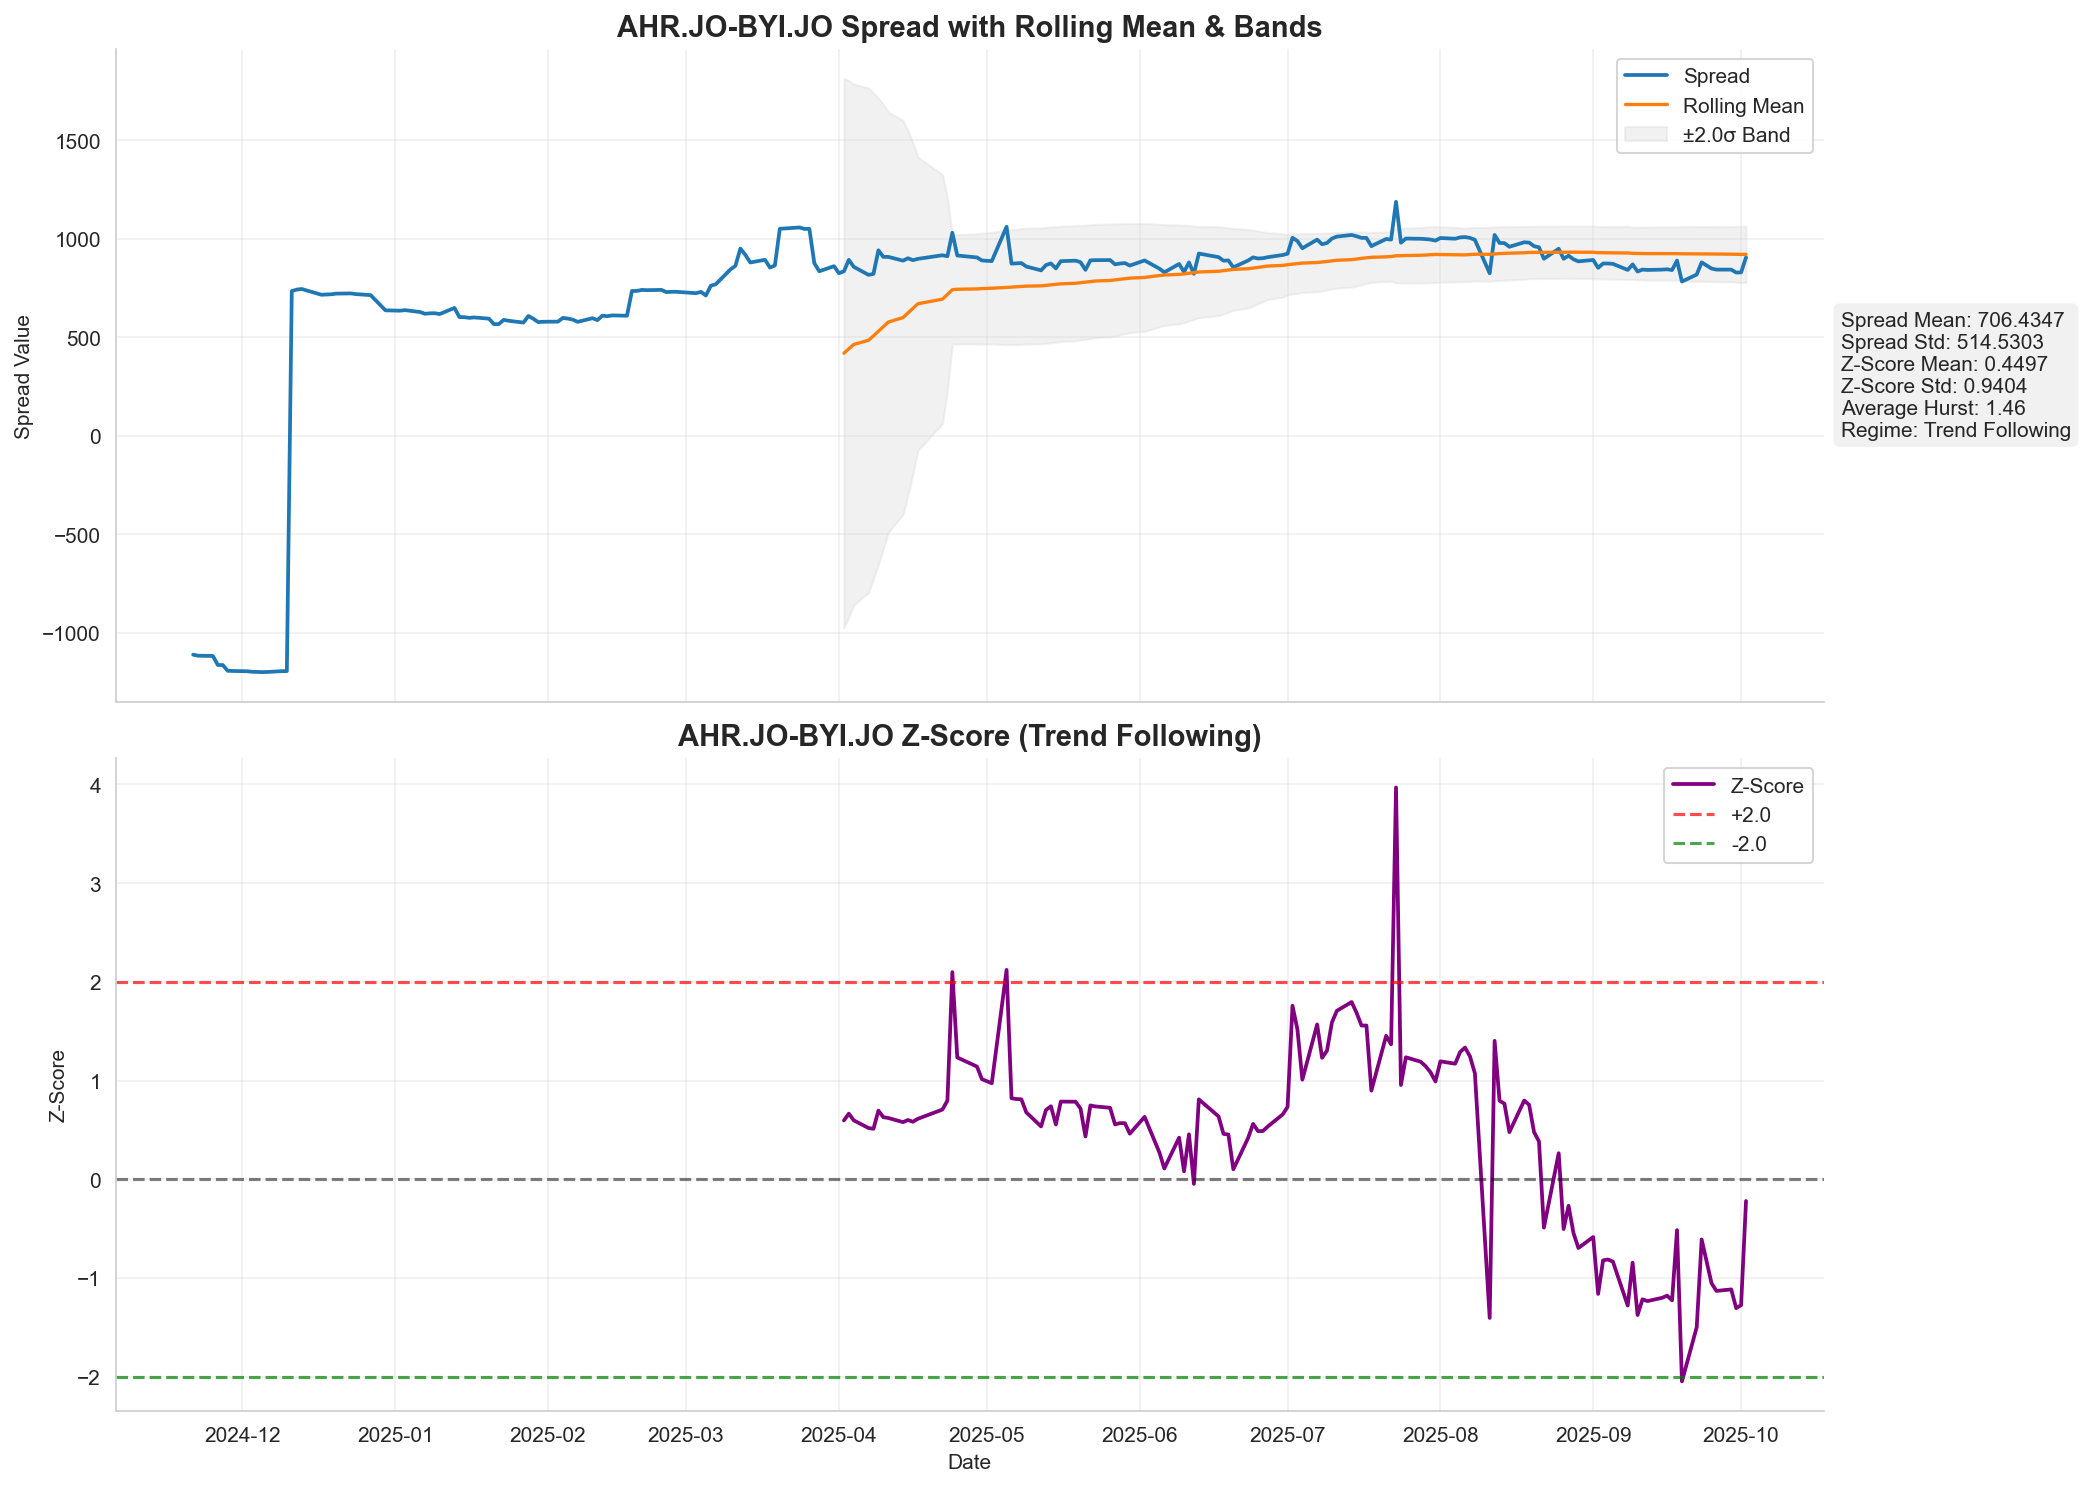 AHR.JO-BYI.JO Spread with Rolling Mean & Bands
Spread
Rolling Mean
±2.0σ Band
1500
1000
500
0
−500
−1000
Spread Value
Spread Mean: 706.4347
Spread Std: 514.5303
Z-Score Mean: 0.4497
Z-Score Std: 0.9404
Average Hurst: 1.46
Regime: Trend Following
AHR.JO-BYI.JO Z-Score (Trend Following)
Z-Score
+2.0
-2.0
4
3
2
1
0
−1
−2
Z-Score
2024-12
2025-01
2025-02
2025-03
2025-04
2025-05
2025-06
2025-07
2025-08
2025-09
2025-10
Date